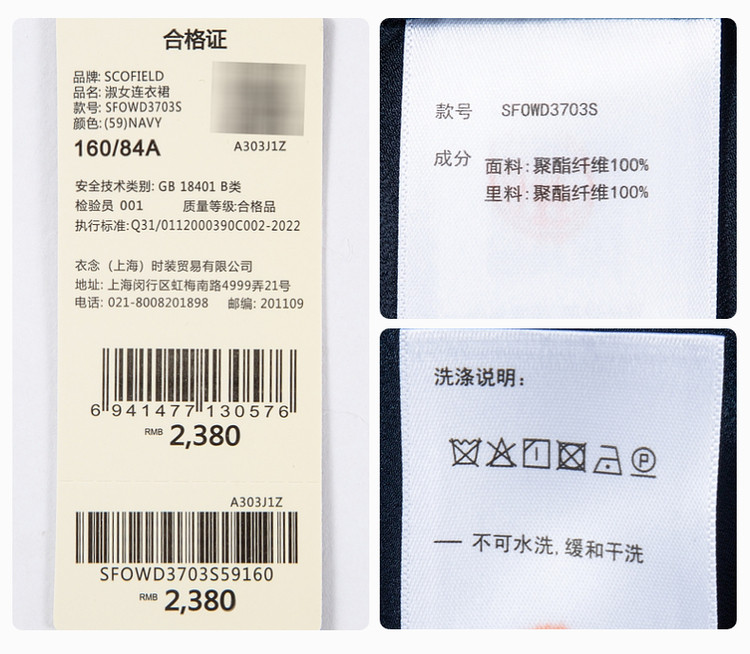 合格证
品牌: SCOFIELD
品名: 淑女连衣裙
款号: SFOWD3703S
颜色: (59)NAVY
160/84A
A303J1Z
安全技术类别: GB 18401 B类
检验员 001 质量等级:合格品
执行标准:Q31/0112000390C002-2022
衣念（上海）时装贸易有限公司
地址: 上海闵行区虹梅南路4999弄21号
电话: 021-8008201898 邮编: 201109
6 941477 130576
RMB 2,380
A303J1Z
SFOWD3703S59160
RMB 2,380
款号 SFOWD3703S
成分 面料:聚酯纤维100%
里料:聚酯纤维100%
洗涤说明:
P
— 不可水洗,缓和干洗